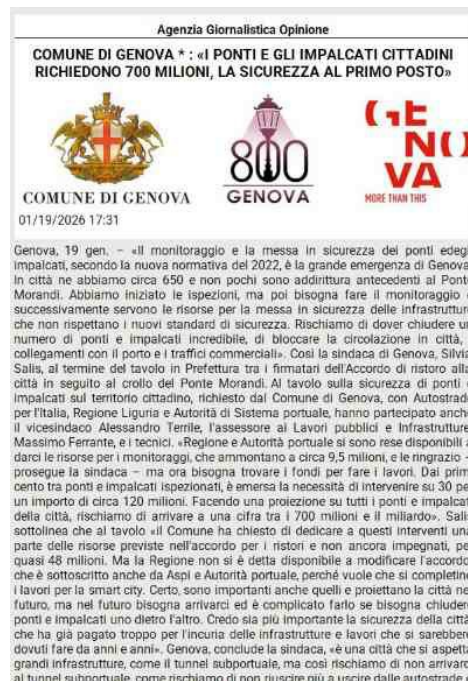 Agenzia Giornalistica Opinione
COMUNE DI GENOVA * : «I PONTI E GLI IMPALCATI CITTADINI
RICHIEDONO 700 MILIONI, LA SICUREZZA AL PRIMO POSTO»
COMUNE DI GENOVA
800
GENOVA
GENOVA
MORE THAN THIS
01/19/2026 17:31
Genova, 19 gen. – «Il monitoraggio e la messa in sicurezza dei ponti edegli
impalcati, secondo la nuova normativa del 2022, è la grande emergenza di Genova.
In città ne abbiamo circa 650 e non pochi sono addirittura antecedenti al Ponte
Morandi. Abbiamo iniziato le ispezioni, ma poi bisogna fare il monitoraggio
successivamente servono le risorse per la messa in sicurezza delle infrastrutture
che non rispettano i nuovi standard di sicurezza. Rischiamo di dover chiudere un
numero di ponti e impalcati incredibile, di bloccare la circolazione in città,
collegamenti con il porto e i traffici commerciali». Così la sindaca di Genova, Silvia
Salis, al termine del tavolo in Prefettura tra i firmatari dell'Accordo di ristoro alla
città in seguito al crollo del Ponte Morandi. Al tavolo sulla sicurezza di ponti
impalcati sul territorio cittadino, richiesto dal Comune di Genova, con Autostrade
per l'Italia, Regione Liguria e Autorità di Sistema portuale, hanno partecipato anche
il vicesindaco Alessandro Terrile, l'assessore ai Lavori pubblici e Infrastrutture
Massimo Ferrante, e i tecnici. «Regione e Autorità portuale si sono rese disponibili a
darci le risorse per i monitoraggi, che ammontano a circa 9,5 milioni, e le ringrazio –
prosegue la sindaca – ma ora bisogna trovare i fondi per fare i lavori. Dai primi
cento tra ponti e impalcati ispezionati, è emersa la necessità di intervenire su 30 per
un importo di circa 120 milioni. Facendo una proiezione su tutti i ponti e impalcati
della città, rischiamo di arrivare a una cifra tra i 700 milioni e il miliardo». Salis
sottolinea che al tavolo «il Comune ha chiesto di dedicare a questi interventi una
parte delle risorse previste nell'accordo per i ristori e non ancora impegnati, per
quasi 48 milioni. Ma la Regione non si è detta disponibile a modificare l'accordo,
che è sottoscritto anche da Aspi e Autorità portuale, perché vuole che si completino
i lavori per la smart city. Certo, sono importanti anche quelli e proiettano la città nel
futuro, ma nel futuro bisogna arrivarci ed è complicato farlo se bisogna chiudere
ponti e impalcati uno dietro l'altro. Credo sia più importante la sicurezza della città,
che ha già pagato troppo per l'incuria delle infrastrutture e lavori che si sarebbero
dovuti fare da anni e anni». Genova, conclude la sindaca, «è una città che si aspetta
grandi infrastrutture, come il tunnel subportuale, ma così rischiamo di non arrivare
al tunnel subportuale, come rischiamo di non riuscire più a uscire dalle autostrade